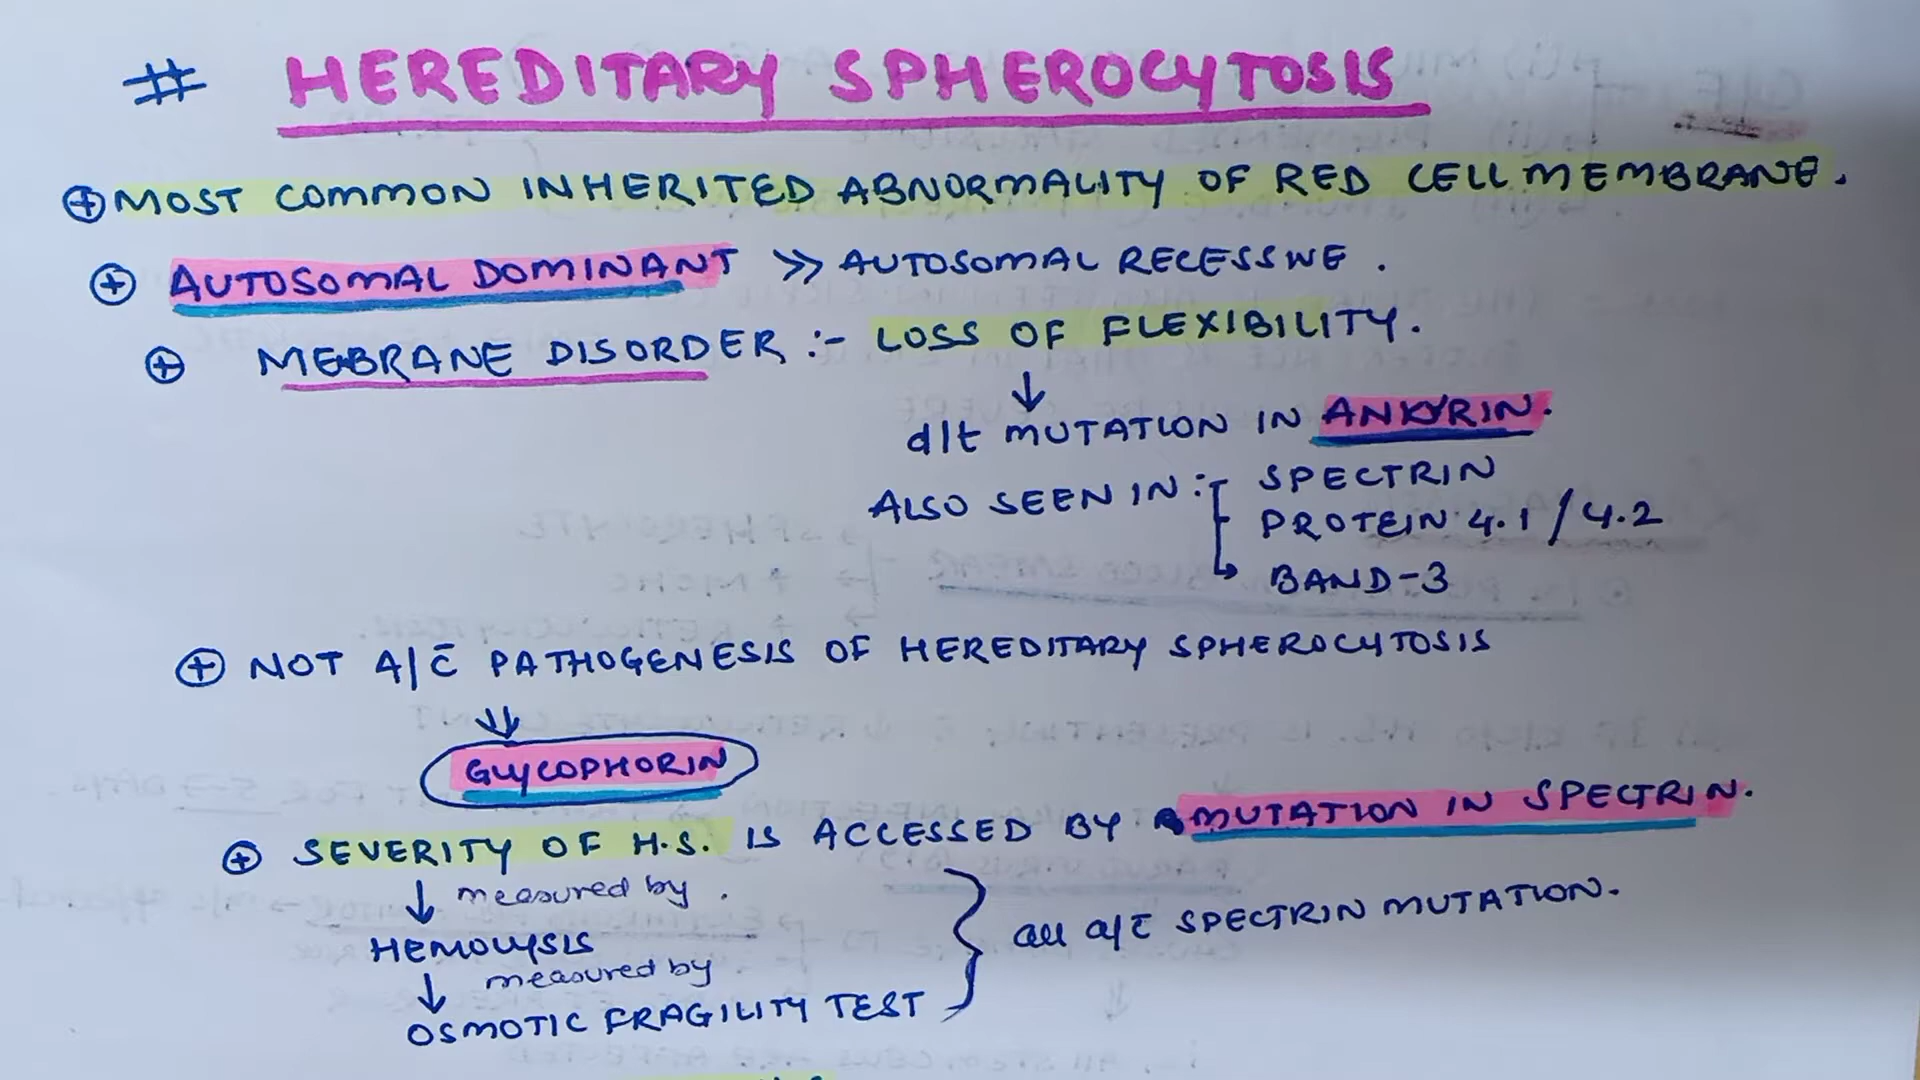 # HEREDITARY SPHEROCYTOSIS
⊕ MOST COMMON INHERITED ABNORMALITY OF RED CELL MEMBRANE.
⊕ AUTOSOMAL DOMINANT >> AUTOSOMAL RECESSIVE.
⊕ MEBRANE DISORDER :- LOSS OF FLEXIBILITY.
↓
d/t MUTATION IN ANKYRIN.
ALSO SEEN IN :- SPECTRIN
PROTEIN 4.1 / 4.2
BAND-3
⊕ NOT A/C̄ PATHOGENESIS OF HEREDITARY SPHEROCYTOSIS
⇓
GLYCOPHORIN
⊕ SEVERITY OF H.S. IS ACCESSED BY MUTATION IN SPECTRIN.
↓ measured by.
HEMOLYSIS
↓ measured by
OSMOTIC FRAGILITY TEST
} all a/c̄ SPECTRIN MUTATION.